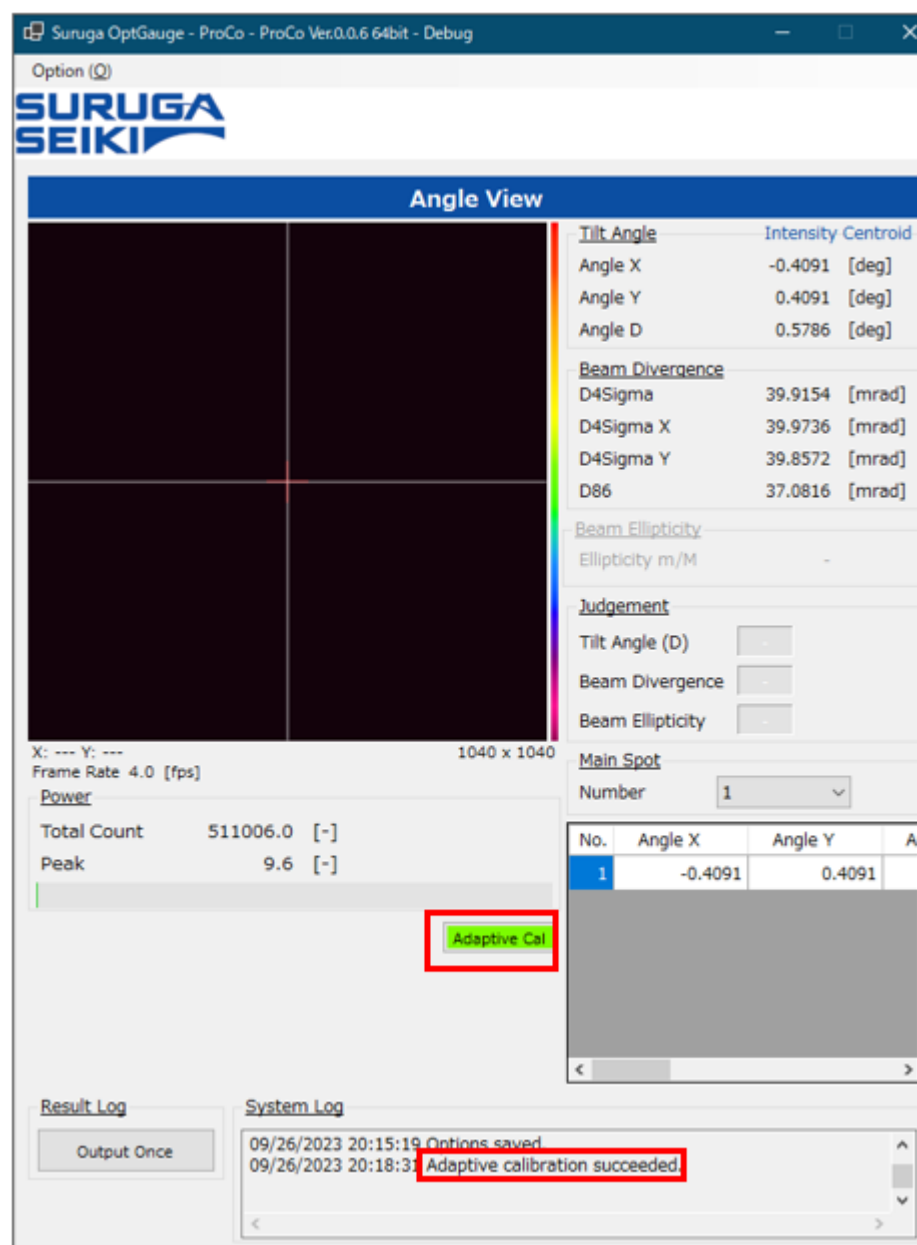 Suruga OptGauge - ProCo - ProCo Ver.0.0.6 64bit - Debug
Option (O)
SURUGA
SEIKI
Angle View
Tilt Angle Intensity Centroid
Angle X -0.4091 [deg]
Angle Y 0.4091 [deg]
Angle D 0.5786 [deg]
Beam Divergence
D4Sigma 39.9154 [mrad]
D4Sigma X 39.9736 [mrad]
D4Sigma Y 39.8572 [mrad]
D86 37.0816 [mrad]
Beam Ellipticity
Ellipticity m/M -
Judgement
Tilt Angle (D) -
Beam Divergence -
Beam Ellipticity -
X: --- Y: --- 1040 x 1040
Frame Rate 4.0 [fps]
Main Spot
Number 1
Power
Total Count 511006.0 [-]
Peak 9.6 [-]
No. Angle X Angle Y A
1 -0.4091 0.4091
Adaptive Cal
Result Log
Output Once
System Log
09/26/2023 20:15:19 Options saved.
09/26/2023 20:18:31 Adaptive calibration succeeded.